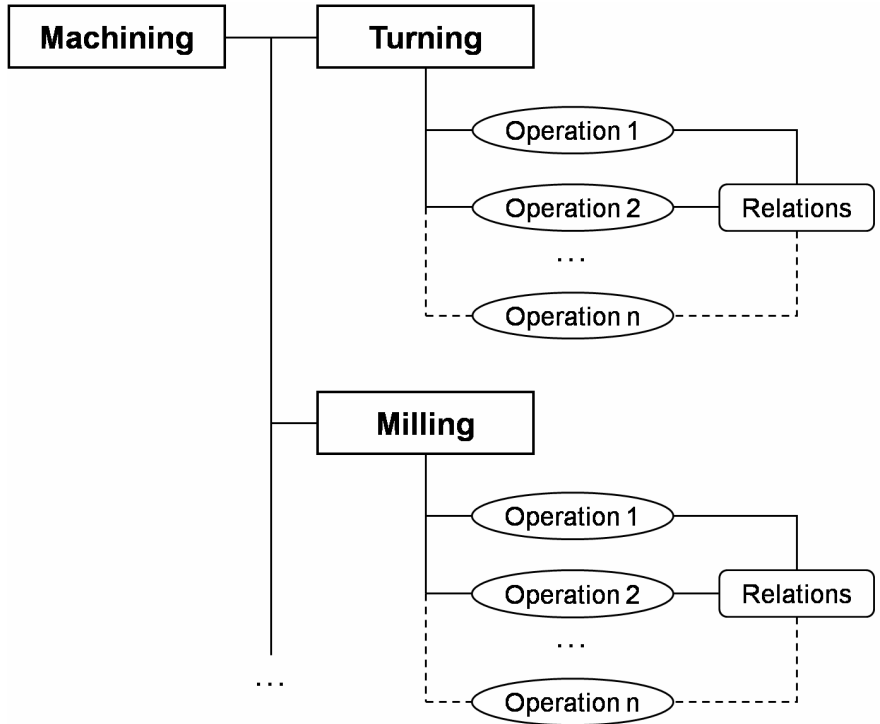 Machining
Turning
Operation 1
Operation 2
Relations
...
Operation n
Milling
Operation 1
Operation 2
Relations
...
Operation n
...